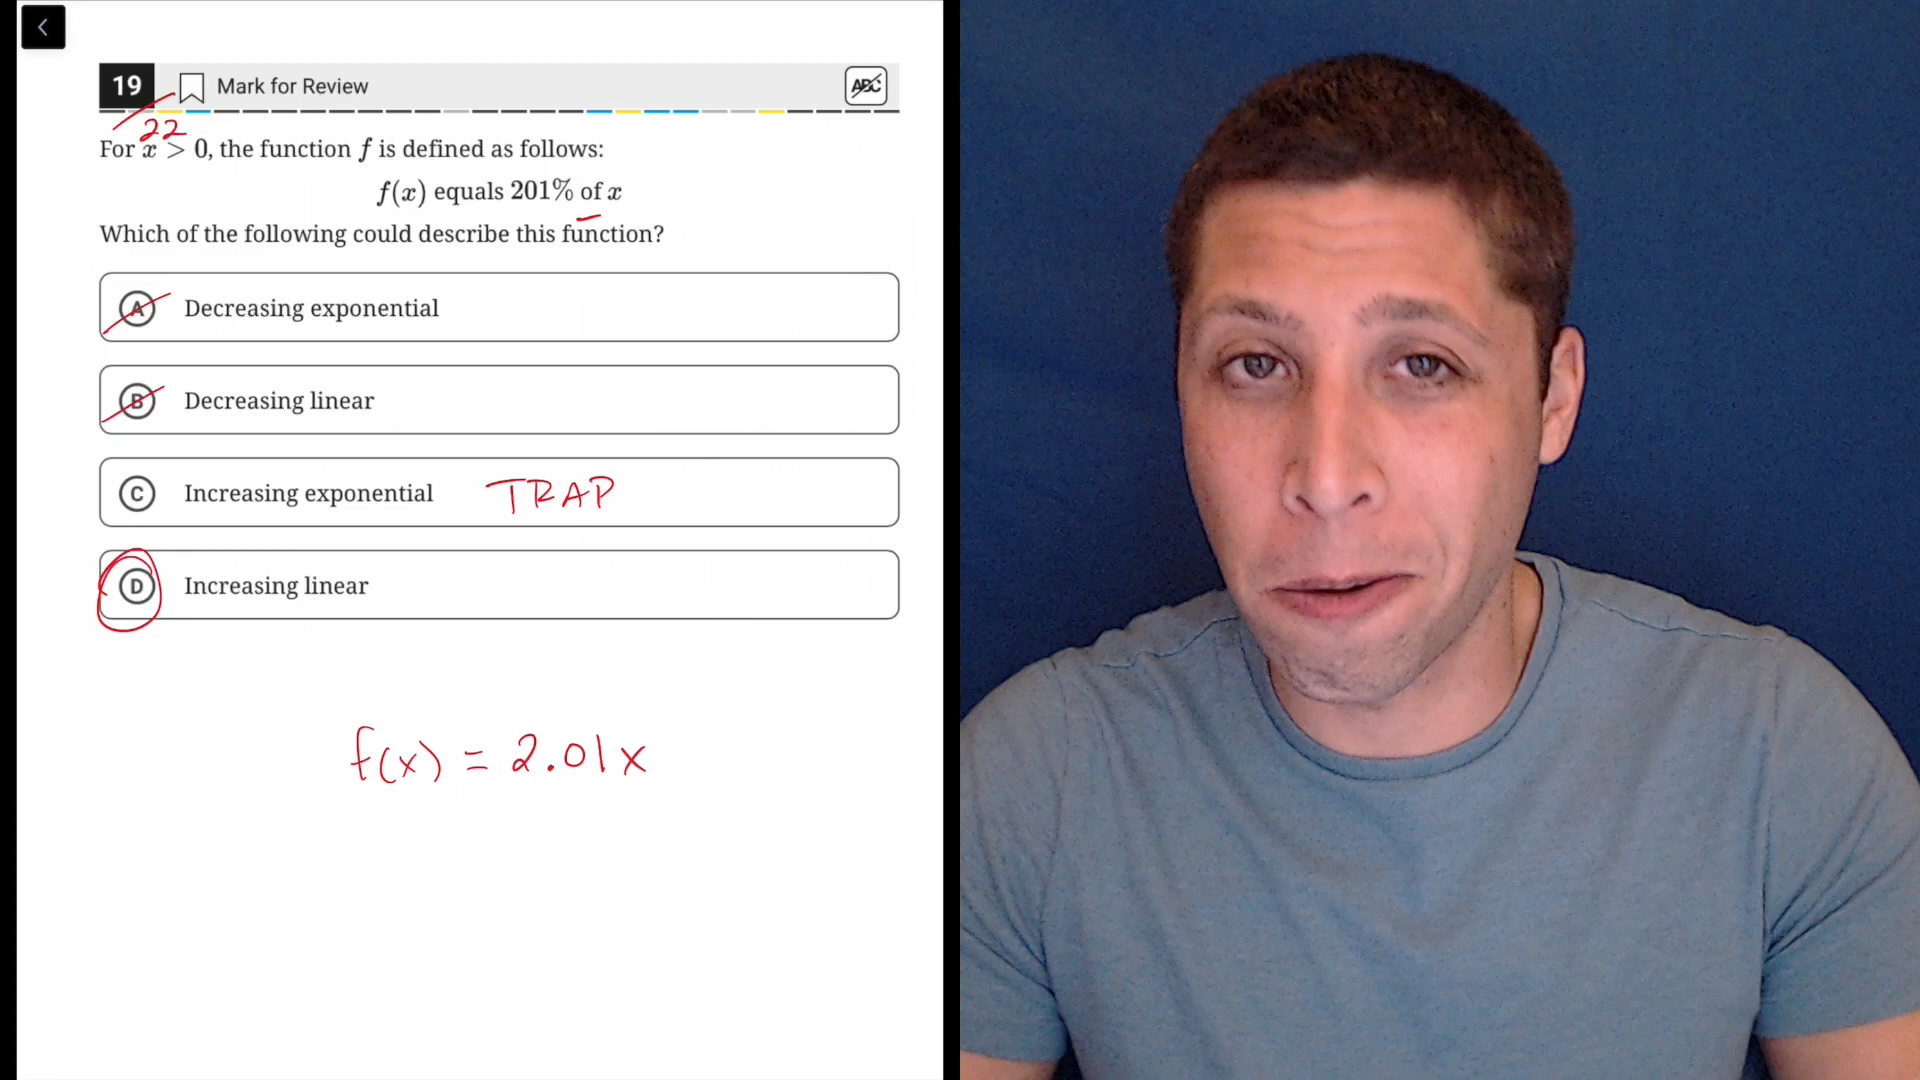 19 Mark for Review ABC
22
For x > 0, the function f is defined as follows:
f(x) equals 201% of x
Which of the following could describe this function?
A Decreasing exponential
B Decreasing linear
C Increasing exponential TRAP
D Increasing linear
f(x) = 2.01x